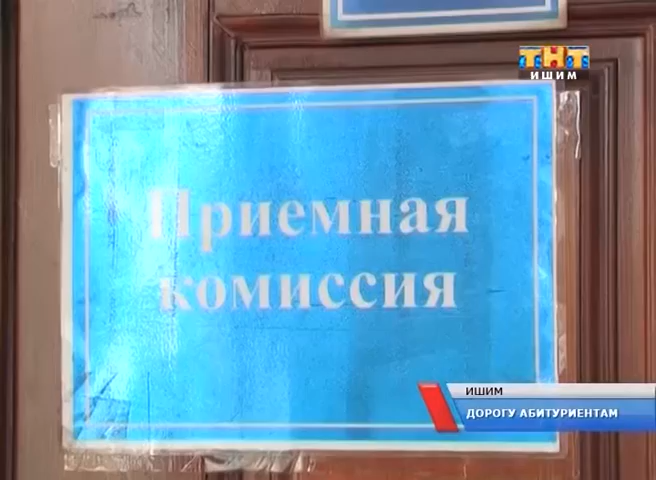 ТНТ
ИШИМ
Приемная
комиссия
ИШИМ
ДОРОГУ АБИТУРИЕНТАМ